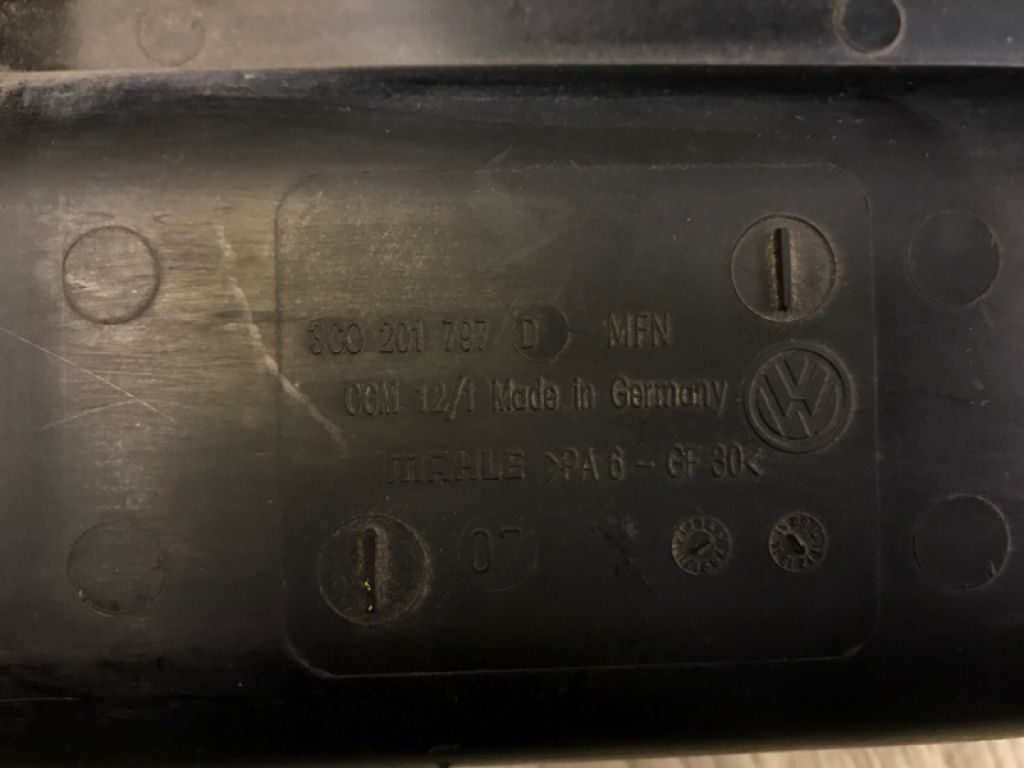 3C0 201 797 D MFN
CCM 12/1 Made in Germany
MAHLE >PA 6 - GF 30<
07